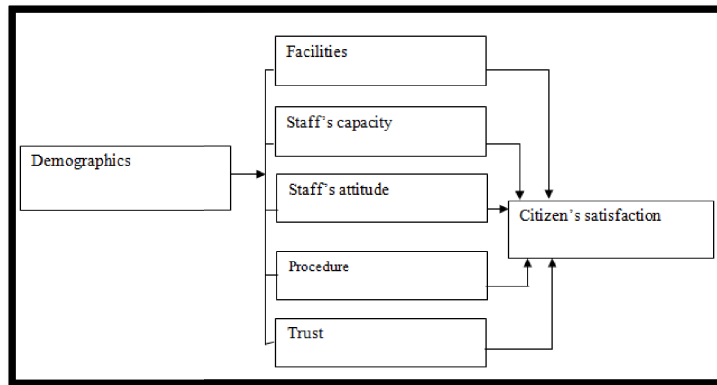 Facilities
Staff's capacity
Demographics
Staff's attitude
Citizen's satisfaction
Procedure
Trust